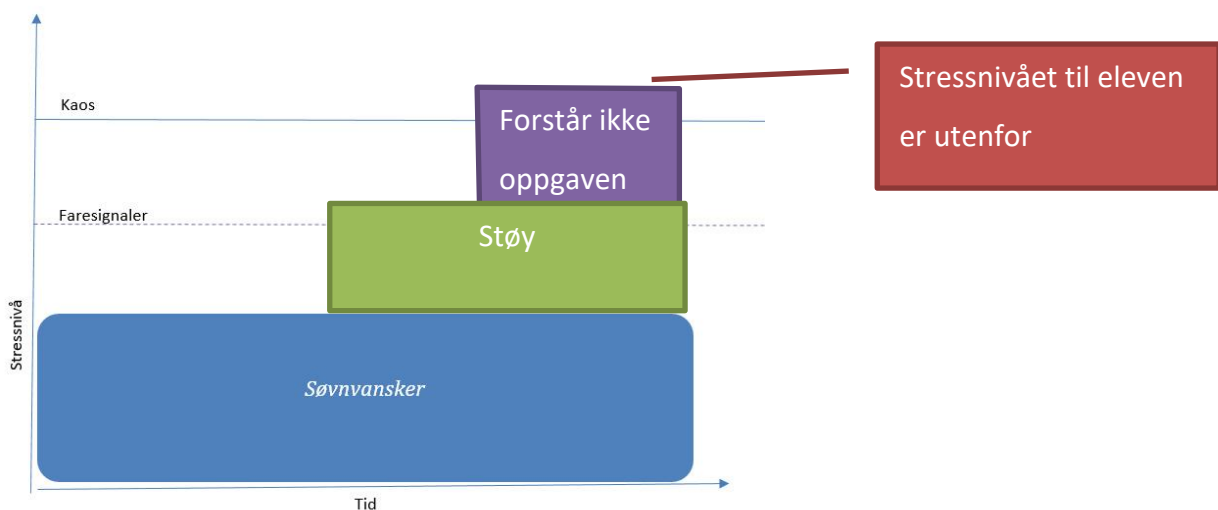 Kaos
Forstår ikke
oppgaven
Stressnivået til eleven
er utenfor
Faresignaler
Støy
Stressnivå
Søvnvansker
Tid